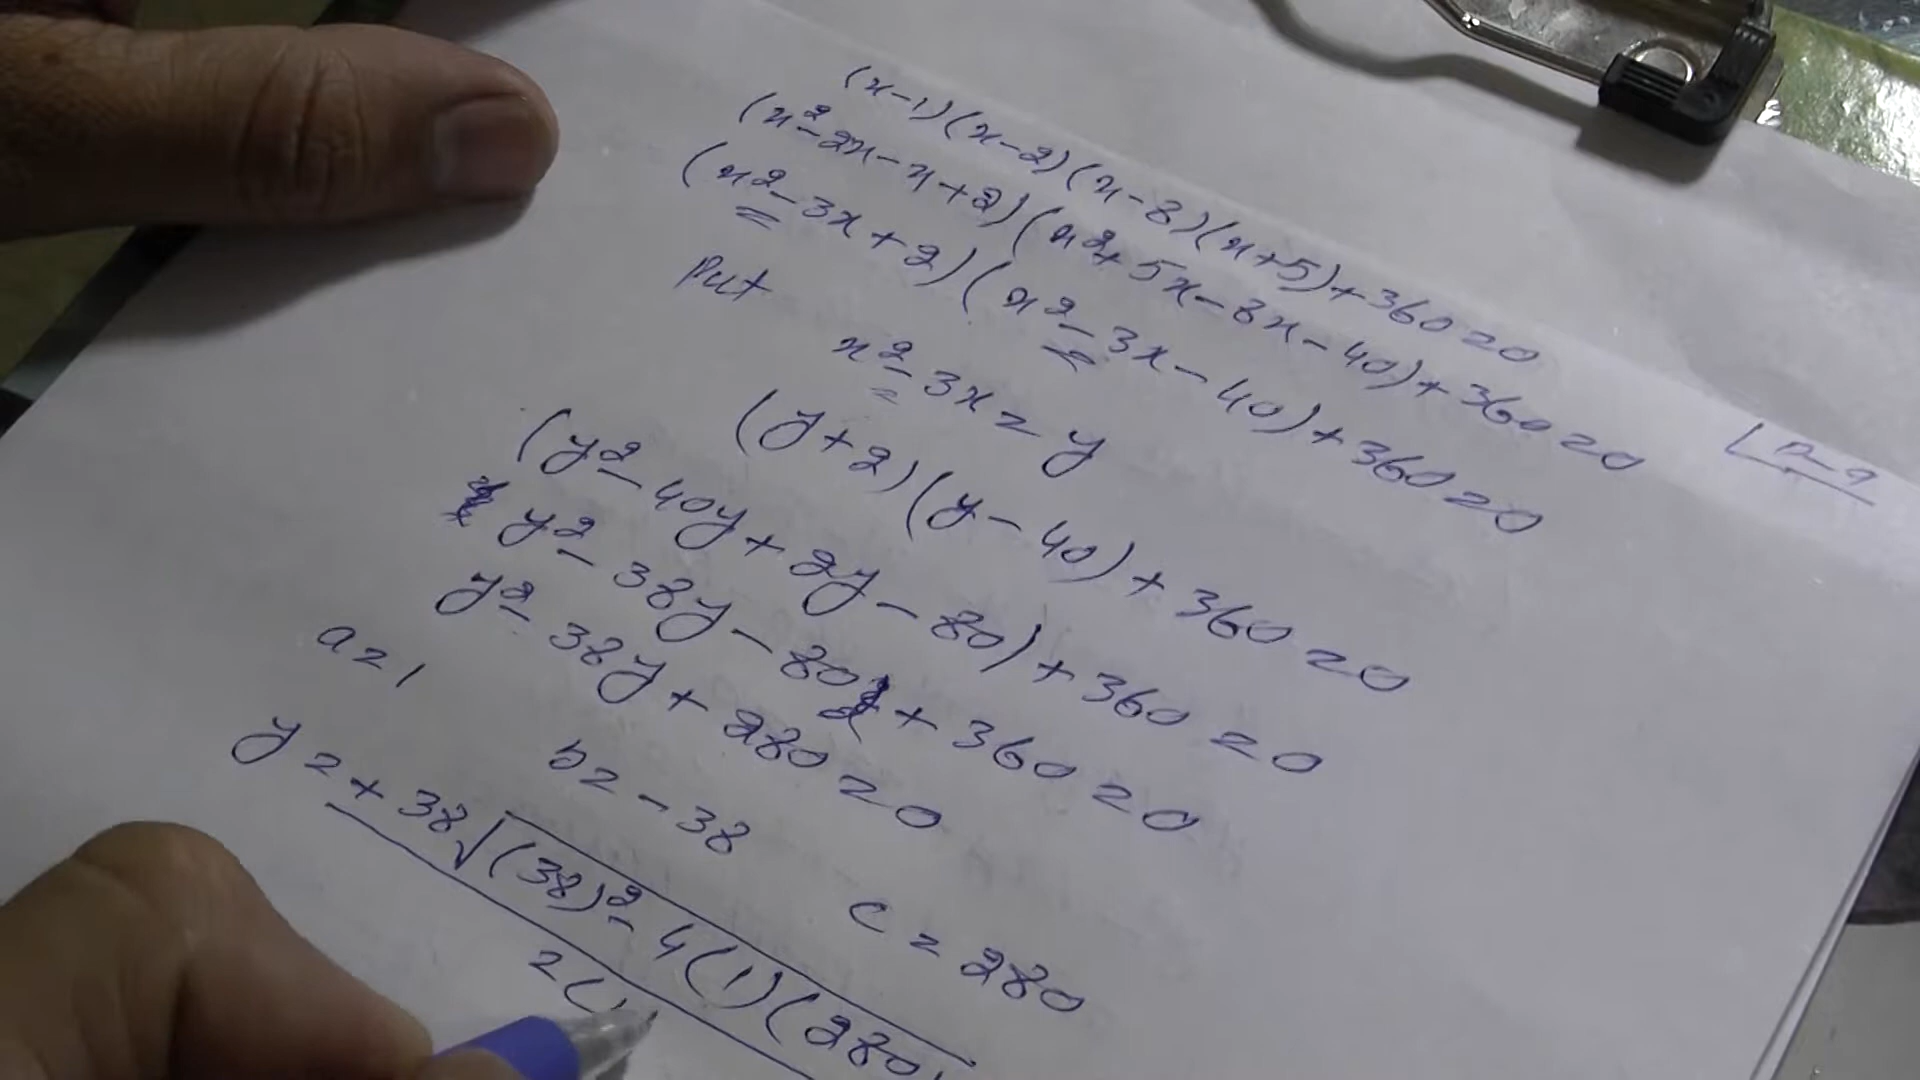 (x-1)(x-2)(x-8)(x+5)+360=0
(x²-2x-x+2)(x²+5x-8x-40)+360=0
(x²-3x+2)(x²-3x-40)+360=0
Put x²-3x=y
(y+2)(y-40)+360=0
(y²-40y+2y-80)+360=0
y²-38y-80+360=0
y²-38y+280=0
a=1 b=-38 c=280
y=+38√(38)²-4(1)(280)
2(1